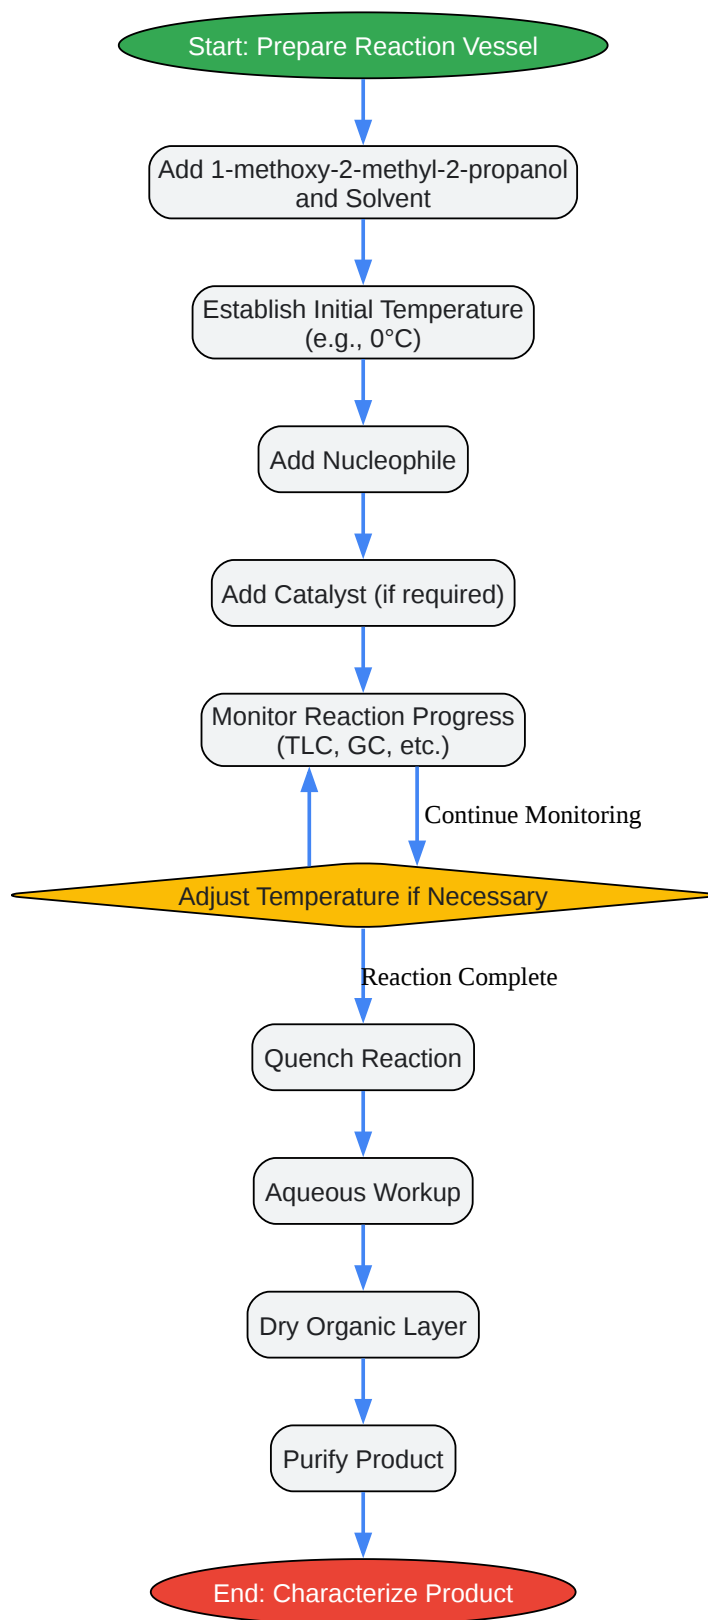 Start: Prepare Reaction Vessel
Add 1-methoxy-2-methyl-2-propanol
and Solvent
Establish Initial Temperature
(e.g., 0°C)
Add Nucleophile
Add Catalyst (if required)
Monitor Reaction Progress
(TLC, GC, etc.)
Continue Monitoring
Adjust Temperature if Necessary
Reaction Complete
Quench Reaction
Aqueous Workup
Dry Organic Layer
Purify Product
End: Characterize Product